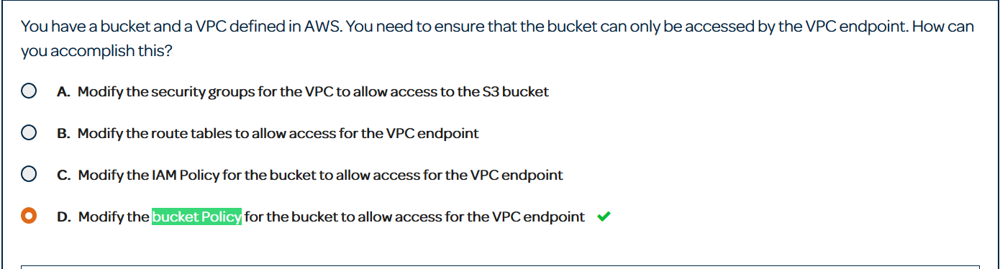 You have a bucket and a VPC defined in AWS. You need to ensure that the bucket can only be accessed by the VPC endpoint. How can
you accomplish this?
A. Modify the security groups for the VPC to allow access to the S3 bucket
B. Modify the route tables to allow access for the VPC endpoint
C. Modify the IAM Policy for the bucket to allow access for the VPC endpoint
D. Modify the bucket Policy for the bucket to allow access for the VPC endpoint